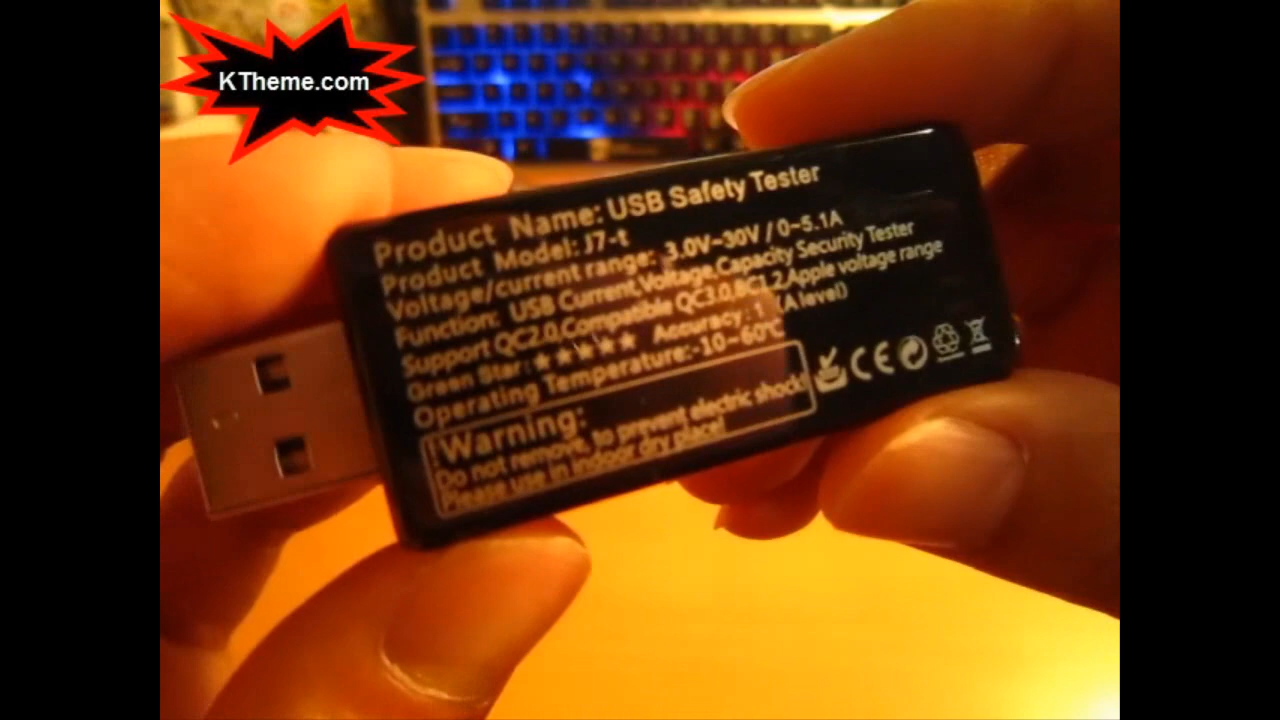 KTheme.com
Product Name: USB Safety Tester
Product Model: J7-t
Voltage/current range: 3.0V~30V / 0~5.1A
Function: USB Current,Voltage,Capacity Security Tester
Support QC2.0,Compatible QC3.0,BC1.2,Apple voltage range
Green Star: ★★★★★ Accuracy: 1 (A level)
Operating Temperature:-10~60℃
!Warning:
Do not remove, to prevent electric shock!
Please use in indoor dry place!
CE